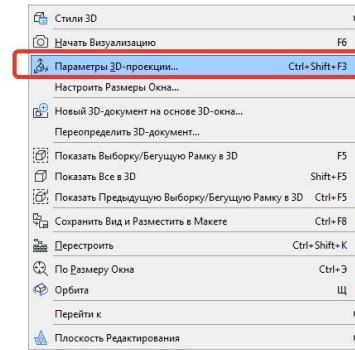 Стили 3D
Начать Визуализацию F6
Параметры 3D-проекции... Ctrl+Shift+F3
Настроить Размеры Окна...
Новый 3D-документ на основе 3D-окна...
Переопределить 3D-документ...
Показать Выборку/Бегущую Рамку в 3D F5
Показать Все в 3D Shift+F5
Показать Предыдущую Выборку/Бегущую Рамку в 3D Ctrl+F5
Сохранить Вид и Разместить в Макете Ctrl+F8
Перестроить Ctrl+Shift+K
По Размеру Окна Ctrl+Э
Орбита Щ
Перейти к
Плоскость Редактирования